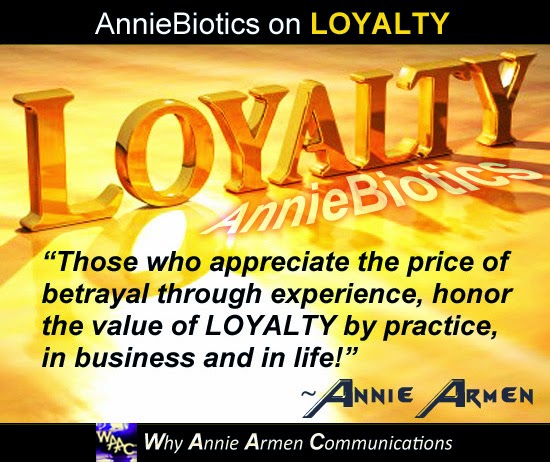 AnnieBiotics on LOYALTY
LOYALTY
AnnieBiotics
“Those who appreciate the price of
betrayal through experience, honor
the value of LOYALTY by practice,
in business and in life!”
~ANNIE ARMEN
WAAC
Why Annie Armen Communications